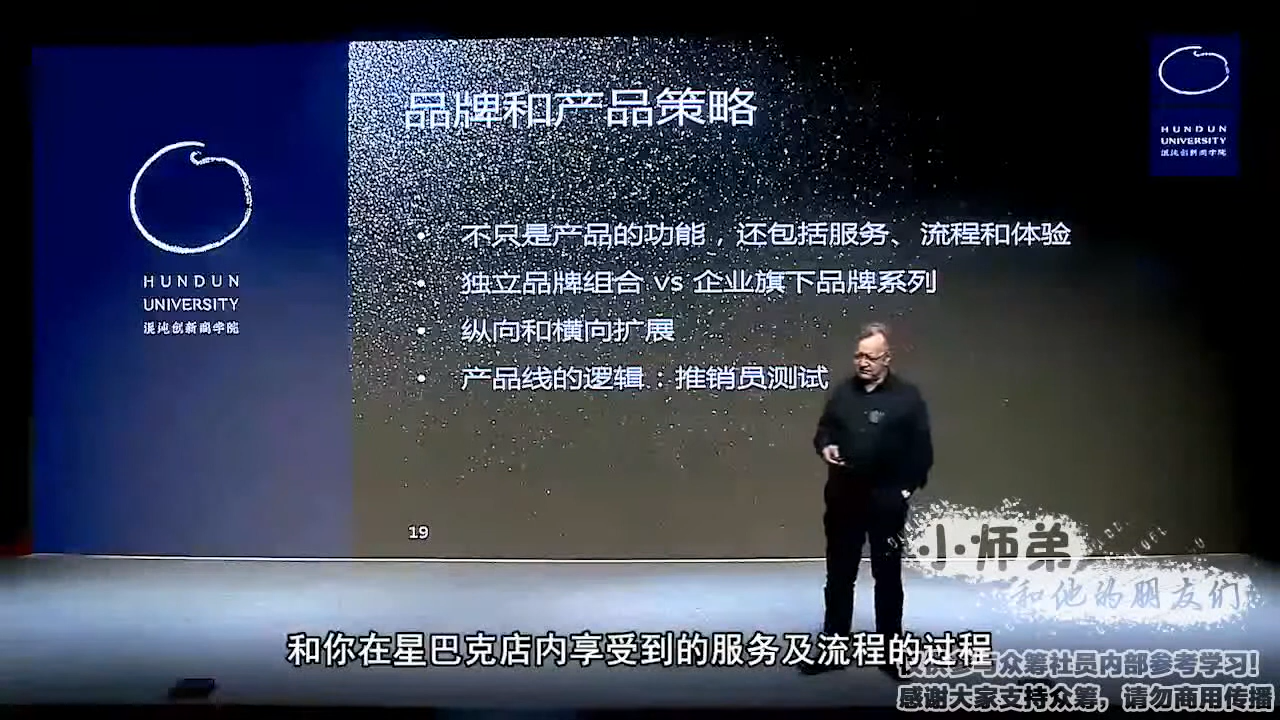 品牌和产品策略
HUNDUN
UNIVERSITY
混沌创新商学院
HUNDUN
UNIVERSITY
混沌创新商学院
• 不只是产品的功能，还包括服务、流程和体验
• 独立品牌组合 vs 企业旗下品牌系列
• 纵向和横向扩展
• 产品线的逻辑：推销员测试
19
小师弟
和他的朋友们
和你在星巴克店内享受到的服务及流程的过程
仅供参与众筹社员内部参考学习！
感谢大家支持众筹，请勿商用传播